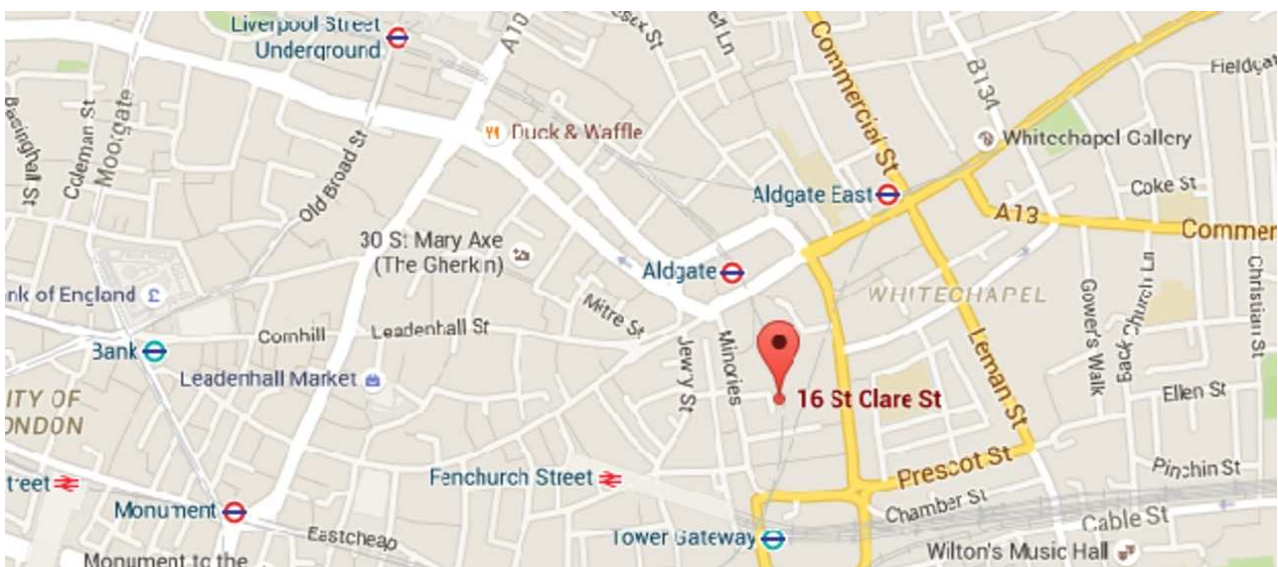 Liverpool Street
Underground
A10
Commercial St
B134
Fieldgat
Basinghall St
Coleman St
Moorgate
Old Broad St
Duck & Waffle
Whitechapel Gallery
Aldgate East
Coke St
A13
Commer
30 St Mary Axe
(The Gherkin)
Aldgate
WHITECHAPEL
nk of England
Mitre St
Gower's Walk
Back Church Ln
Christian St
Cornhill
Leadenhall St
Bank
Jewry St
Minories
Leman St
Leadenhall Market
16 St Clare St
Ellen St
ITY OF
ONDON
Prescot St
Pinchin St
treet
Fenchurch Street
Chamber St
Cable St
Monument
Eastcheap
Tower Gateway
Wilton's Music Hall
Monument to the